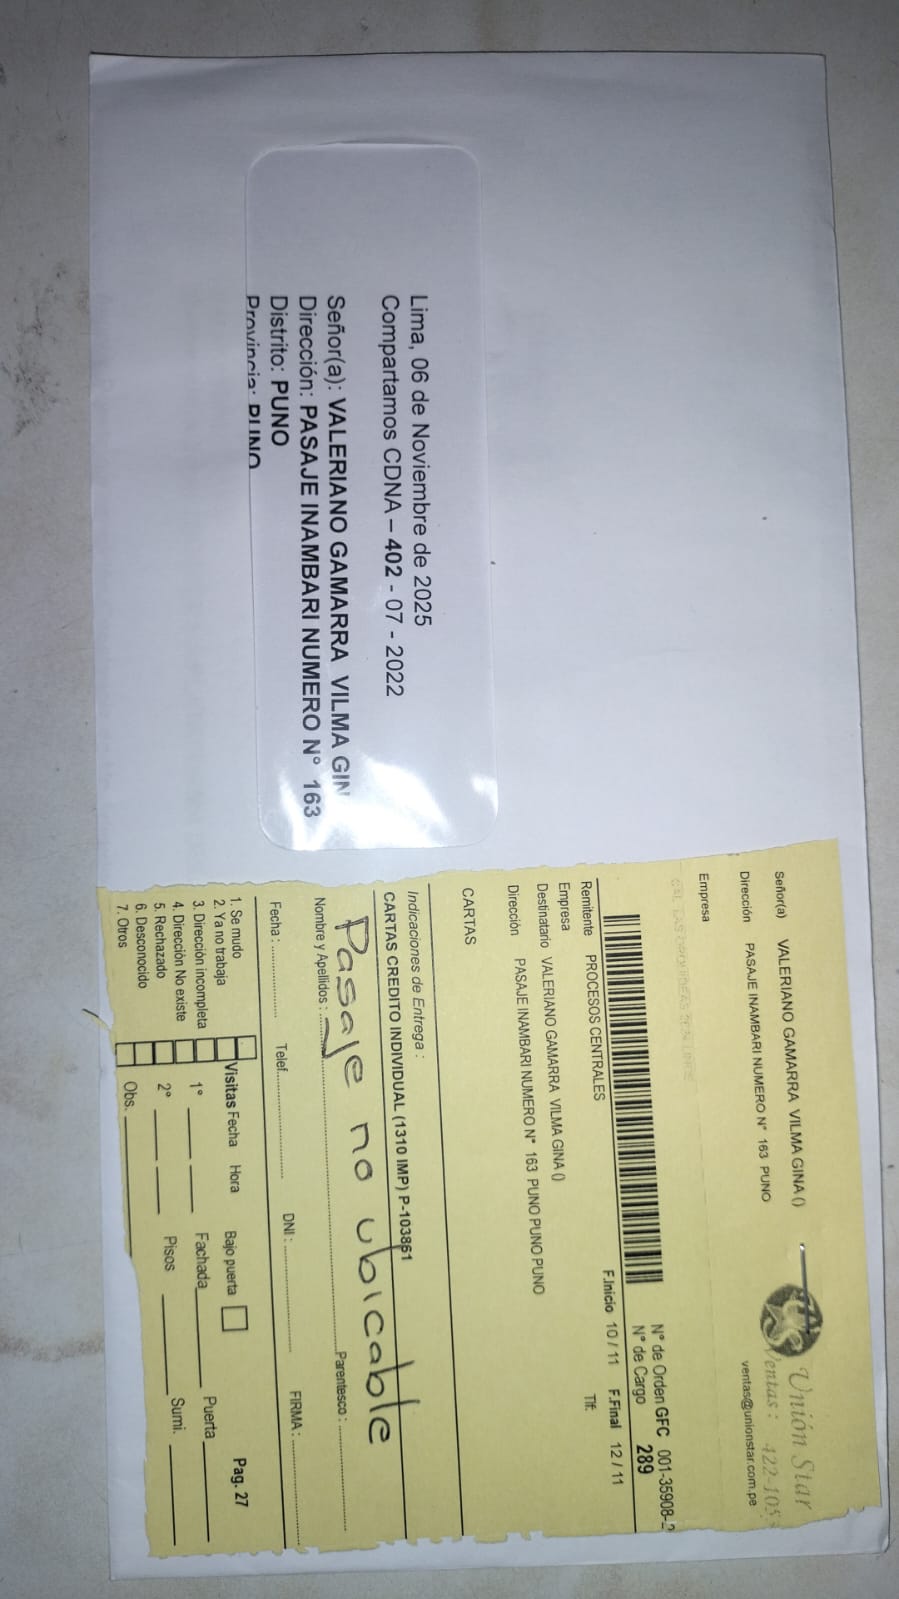 Lima, 06 de Noviembre de 2025
Compartamos CDNA – 402 - 07 - 2022
Señor(a): VALERIANO GAMARRA VILMA GIN
Dirección: PASAJE INAMBARI NUMERO N° 163
Distrito: PUNO
Provincia: PUNO
Unión Star
Ventas: 422-105
ventas@unionstar.com.pe
Señor(a) VALERIANO GAMARRA VILMA GINA ()
Dirección PASAJE INAMBARI NUMERO N° 163 PUNO
Empresa
N° de Orden GFC 001-35908-
N° de Cargo 289
F.Inicio 10 / 11 F.Final 12 / 11
Remitente PROCESOS CENTRALES Tlf:
Empresa
Destinatario VALERIANO GAMARRA VILMA GINA ()
Dirección PASAJE INAMBARI NUMERO N° 163 PUNO PUNO PUNO
CARTAS
Indicaciones de Entrega :
CARTAS CREDITO INDIVIDUAL (1310 IMP) P-103861
Pasaje no ubicable
Nombre y Apellidos : Parentesco :
Fecha : Telef. DNI : FIRMA :
1. Se mudo
2. Ya no trabaja
3. Dirección incompleta
4. Dirección No existe
5. Rechazado
6. Desconocido
7. Otros
Visitas Fecha Hora Bajo puerta Pag. 27
1° Fachada Puerta
2° Pisos Sumi.
Obs.